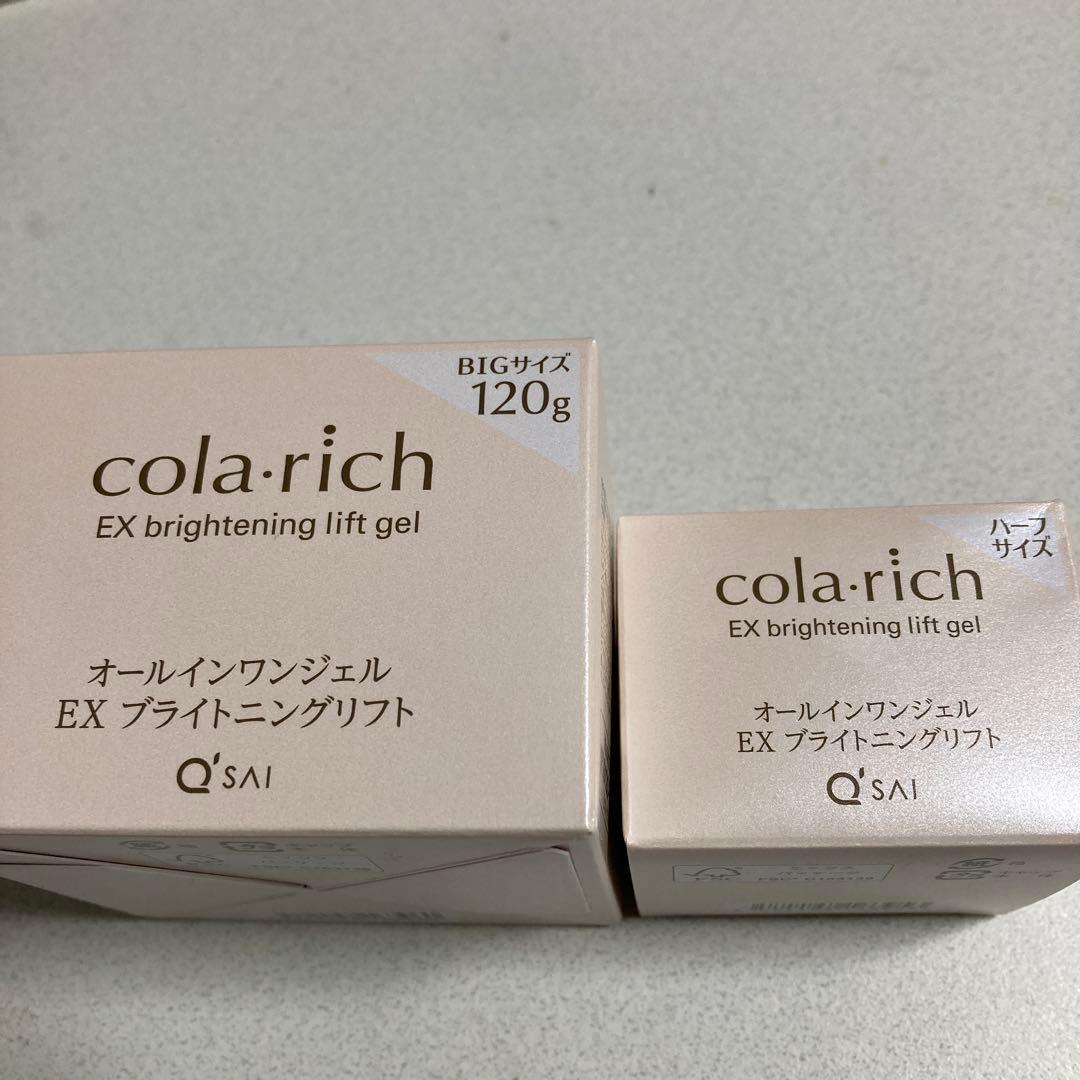 BIGサイズ
120g
cola·rich
EX brightening lift gel
オールインワンジェル
EX ブライトニングリフト
Q'SAI
ハーフ
サイズ
cola·rich
EX brightening lift gel
オールインワンジェル
EX ブライトニングリフト
Q'SAI
紙